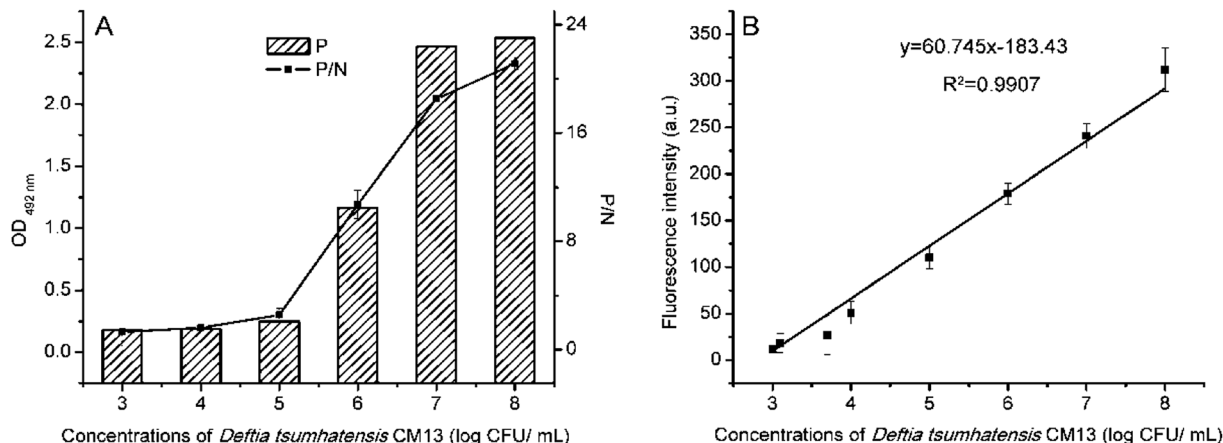 A
P
P/N
OD 492 nm
2.5
2.0
1.5
1.0
0.5
0.0
24
16
8
0
P/N
3 4 5 6 7 8
Concentrations of Deftia tsumhatensis CM13 (log CFU/ mL)
B
y=60.745x-183.43
R²=0.9907
Fluorescence intensity (a.u.)
350
300
250
200
150
100
50
0
3 4 5 6 7 8
Concentrations of Deftia tsumhatensis CM13 (log CFU/ mL)